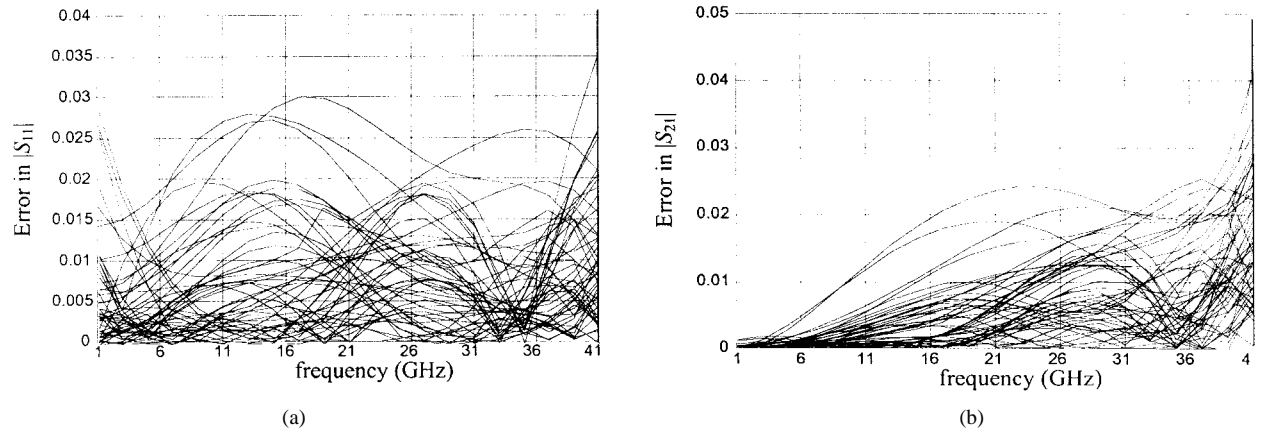 0.04
0.035
0.03
0.025
0.02
0.015
0.01
0.005
0
Error in |S11|
1 6 11 16 21 26 31 36 41
frequency (GHz)
(a)
0.05
0.04
0.03
0.02
0.01
0
Error in |S21|
1 6 11 16 21 26 31 36 4
frequency (GHz)
(b)